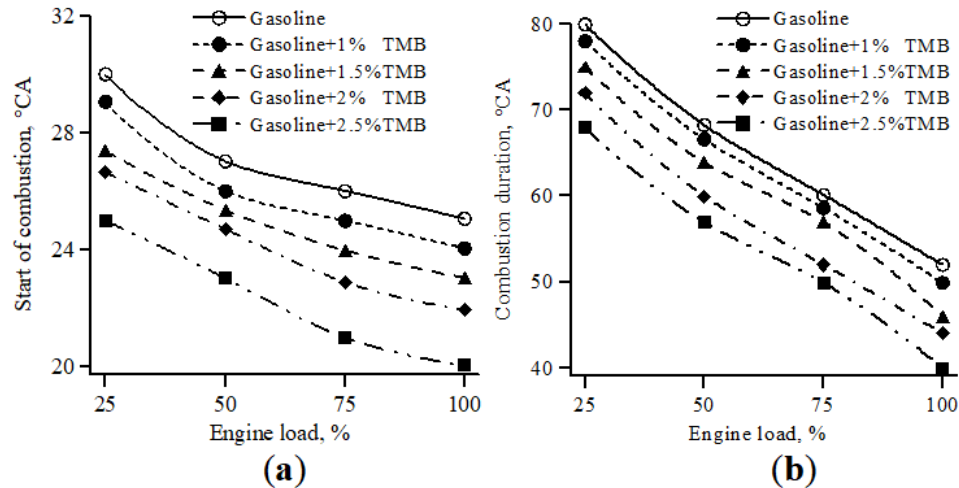 Gasoline
Gasoline+1% TMB
Gasoline+1.5%TMB
Gasoline+2% TMB
Gasoline+2.5%TMB
Start of combustion, °CA
32
28
24
20
25
50
75
100
Engine load, %
(a)
Gasoline
Gasoline+1% TMB
Gasoline+1.5%TMB
Gasoline+2% TMB
Gasoline+2.5%TMB
Combustion duration, °CA
80
70
60
50
40
25
50
75
100
Engine load, %
(b)